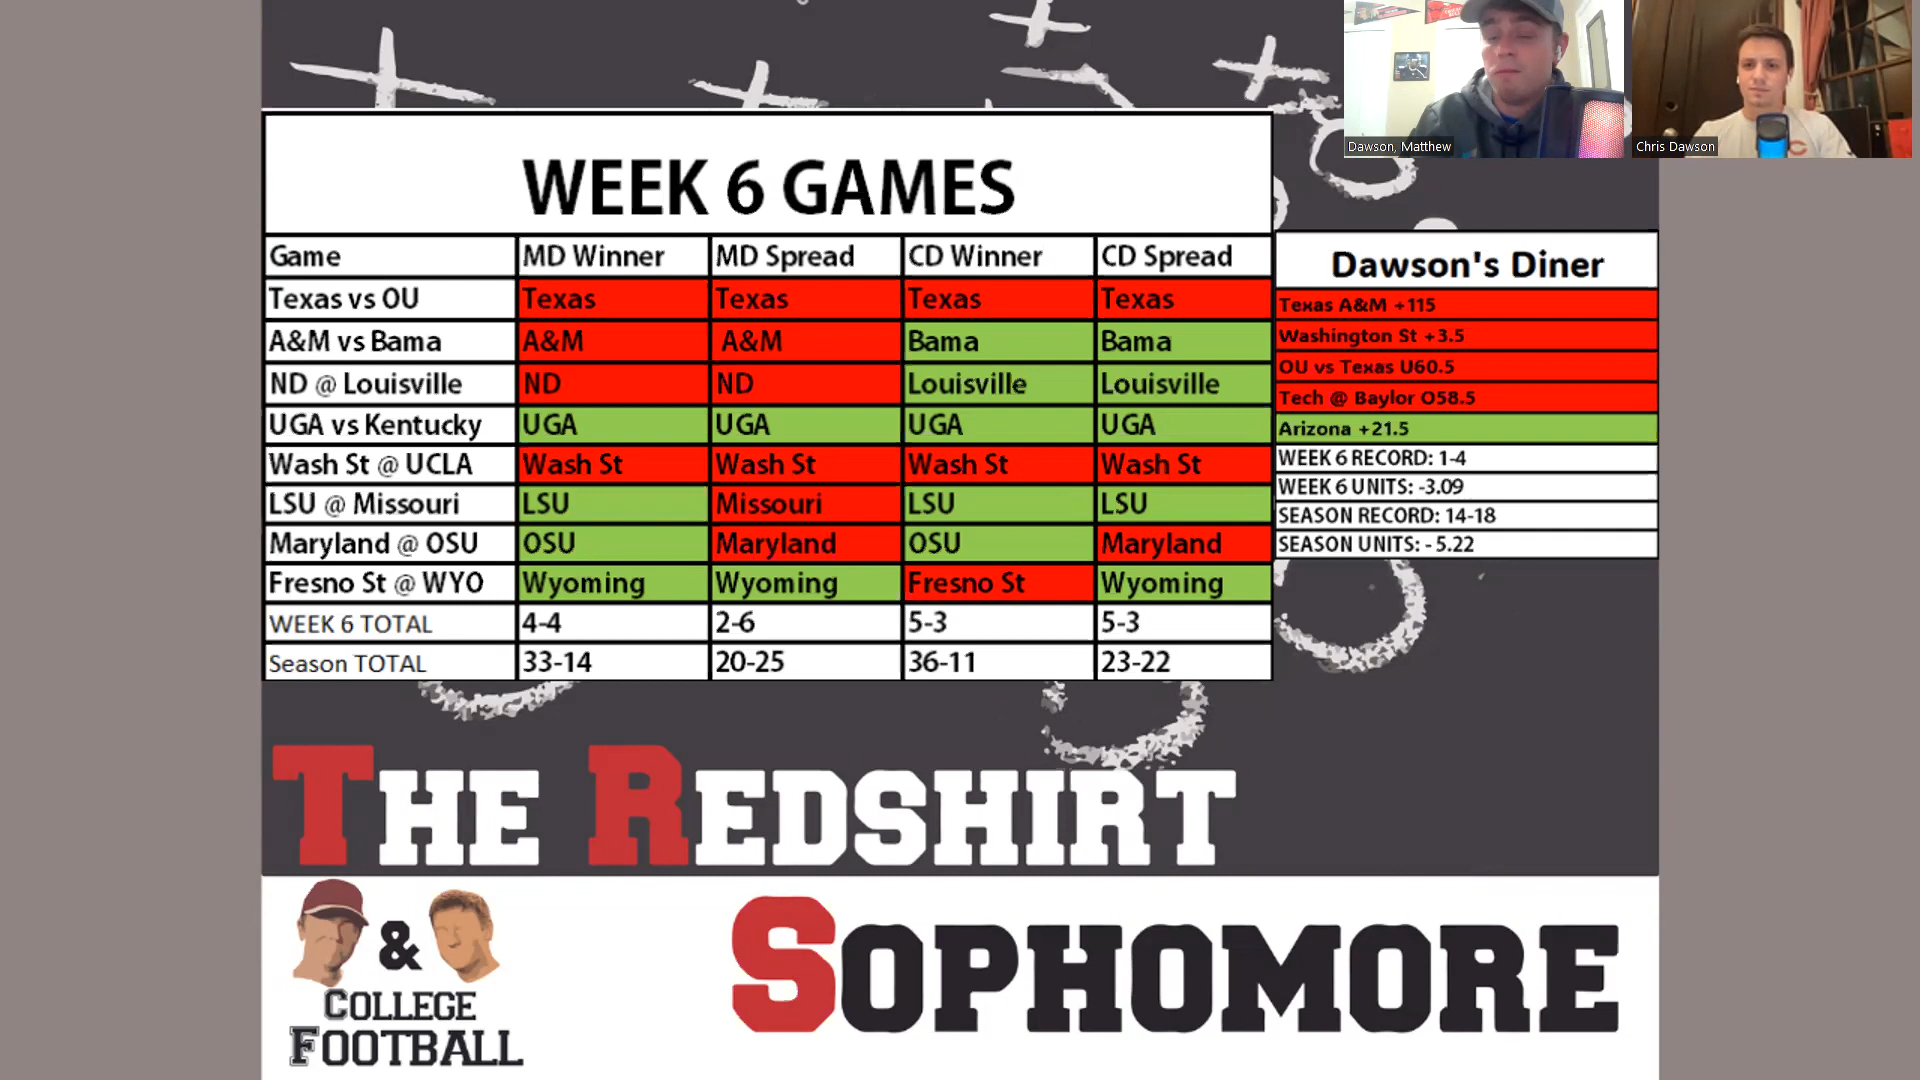 Dawson, Matthew
Chris Dawson
WEEK 6 GAMES
Game MD Winner MD Spread CD Winner CD Spread
Texas vs OU Texas Texas Texas Texas
A&M vs Bama A&M A&M Bama Bama
ND @ Louisville ND ND Louisville Louisville
UGA vs Kentucky UGA UGA UGA UGA
Wash St @ UCLA Wash St Wash St Wash St Wash St
LSU @ Missouri LSU Missouri LSU LSU
Maryland @ OSU OSU Maryland OSU Maryland
Fresno St @ WYO Wyoming Wyoming Fresno St Wyoming
WEEK 6 TOTAL 4-4 2-6 5-3 5-3
Season TOTAL 33-14 20-25 36-11 23-22
Dawson's Diner
Texas A&M +115
Washington St +3.5
OU vs Texas U60.5
Tech @ Baylor O58.5
Arizona +21.5
WEEK 6 RECORD: 1-4
WEEK 6 UNITS: -3.09
SEASON RECORD: 14-18
SEASON UNITS: - 5.22
THE REDSHIRT
&
SOPHOMORE
COLLEGE
FOOTBALL